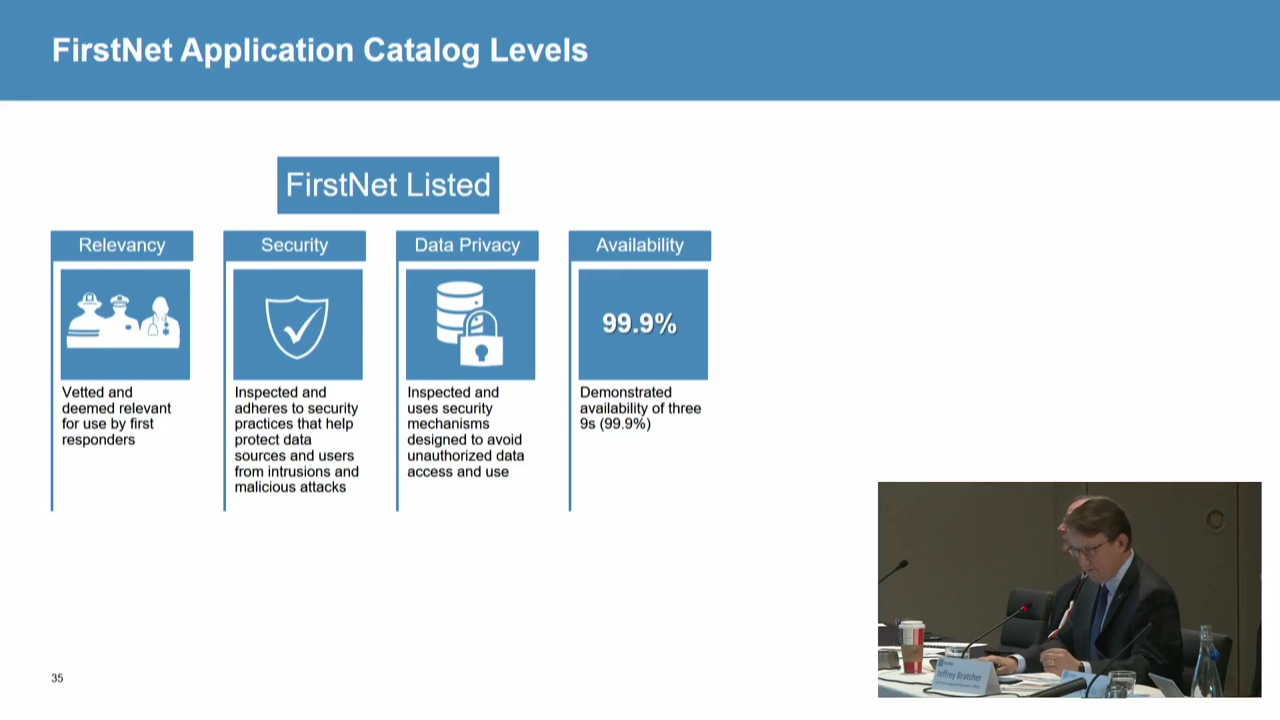 FirstNet Application Catalog Levels
FirstNet Listed
Relevancy
Vetted and
deemed relevant
for use by first
responders
Security
Inspected and
adheres to security
practices that help
protect data
sources and users
from intrusions and
malicious attacks
Data Privacy
Inspected and
uses security
mechanisms
designed to avoid
unauthorized data
access and use
Availability
99.9%
Demonstrated
availability of three
9s (99.9%)
Jeffrey Bratcher
35